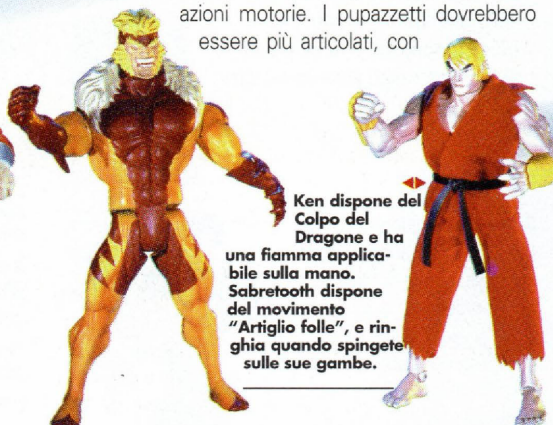 azioni motorie. I pupazzetti dovrebbero
essere più articolati, con
Ken dispone del
Colpo del
Dragone e ha
una fiamma applica-
bile sulla mano.
Sabretooth dispone
del movimento
"Artiglio folle", e rin-
ghia quando spingete
sulle sue gambe.